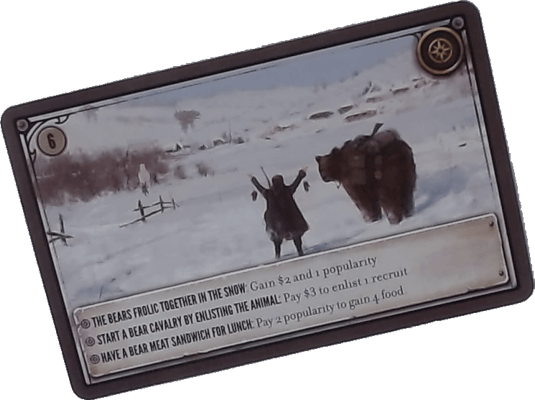 6
THE BEARS FROLIC TOGETHER IN THE SNOW: Gain $2 and 1 popularity
START A BEAR CAVALRY BY ENLISTING THE ANIMAL: Pay $3 to enlist 1 recruit
HAVE A BEAR MEAT SANDWICH FOR LUNCH: Pay 2 popularity to gain 4 food